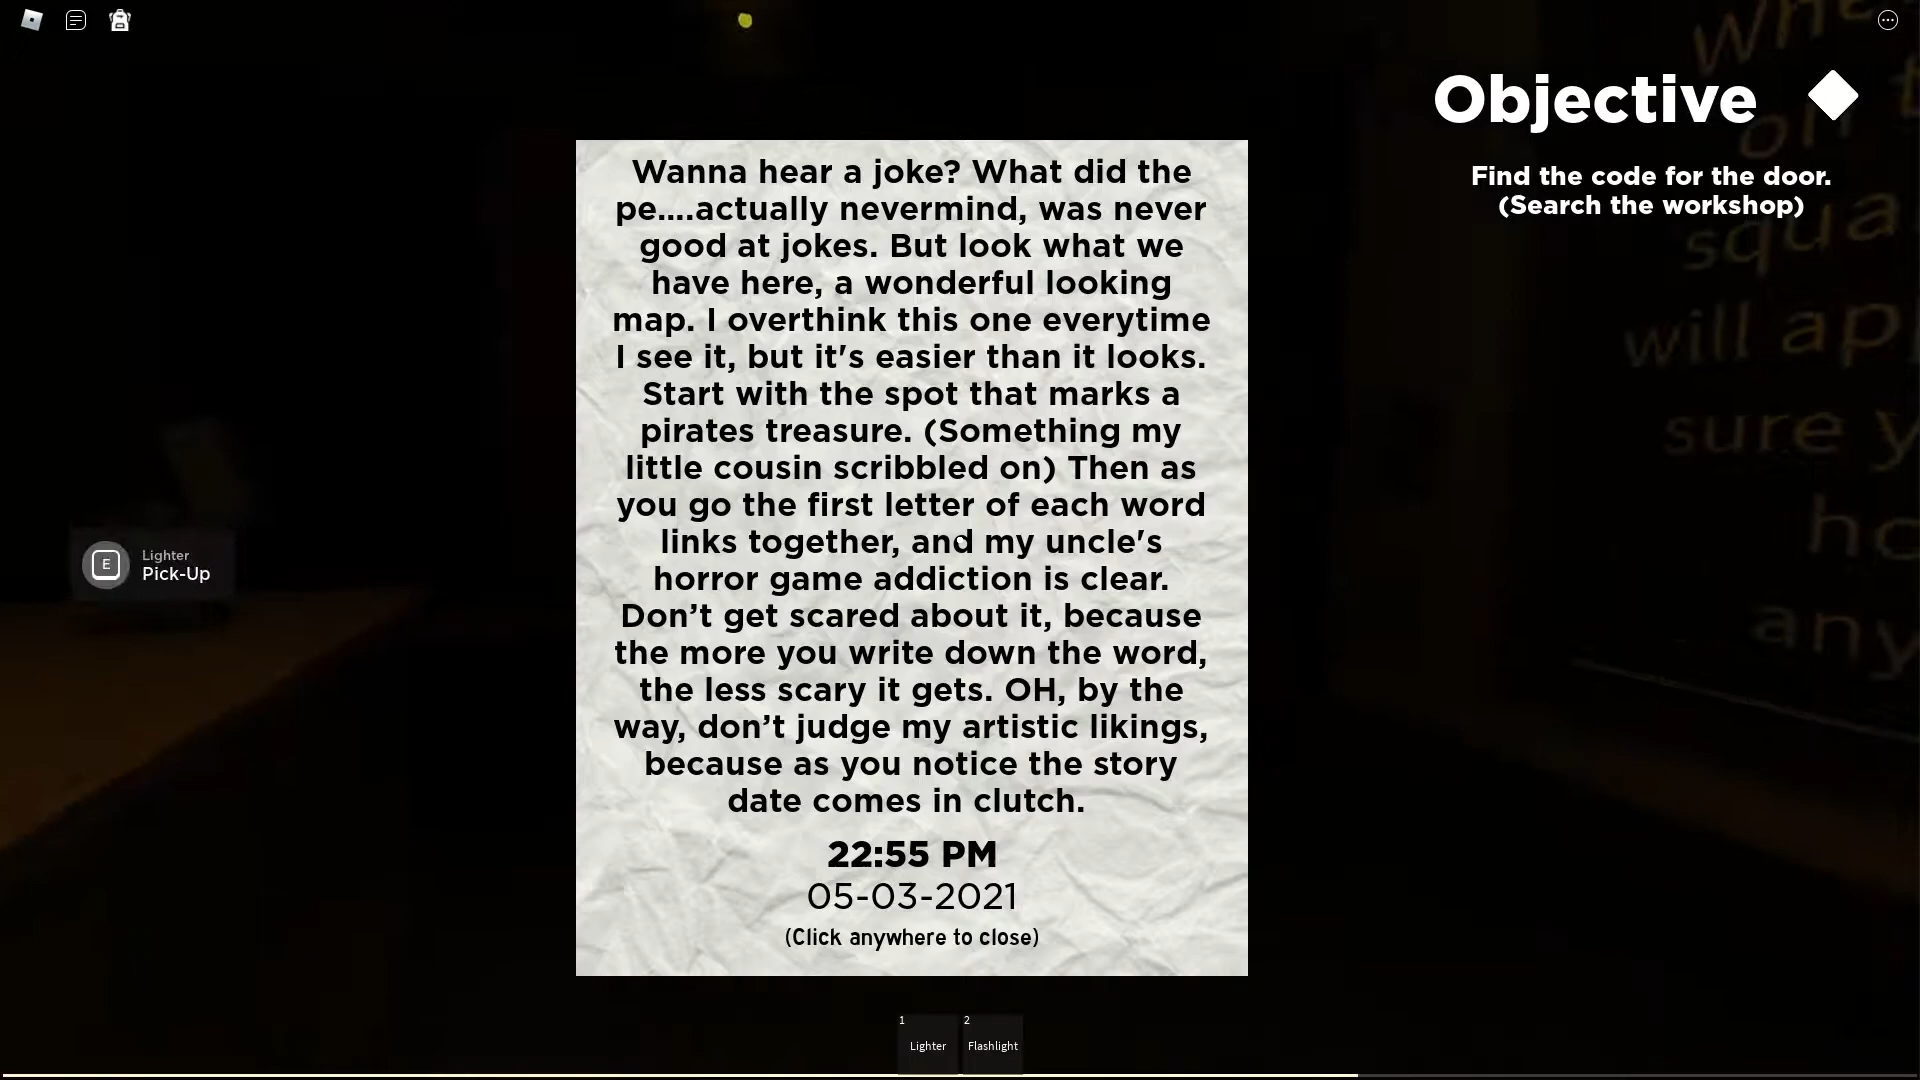 Objective
Find the code for the door.
(Search the workshop)
Wanna hear a joke? What did the
pe....actually nevermind, was never
good at jokes. But look what we
have here, a wonderful looking
map. I overthink this one everytime
I see it, but it's easier than it looks.
Start with the spot that marks a
pirates treasure. (Something my
little cousin scribbled on) Then as
you go the first letter of each word
links together, and my uncle's
horror game addiction is clear.
Don’t get scared about it, because
the more you write down the word,
the less scary it gets. OH, by the
way, don’t judge my artistic likings,
because as you notice the story
date comes in clutch.
22:55 PM
05-03-2021
(Click anywhere to close)
E
Lighter
Pick-Up
will
sure
1
Lighter
2
Flashlight